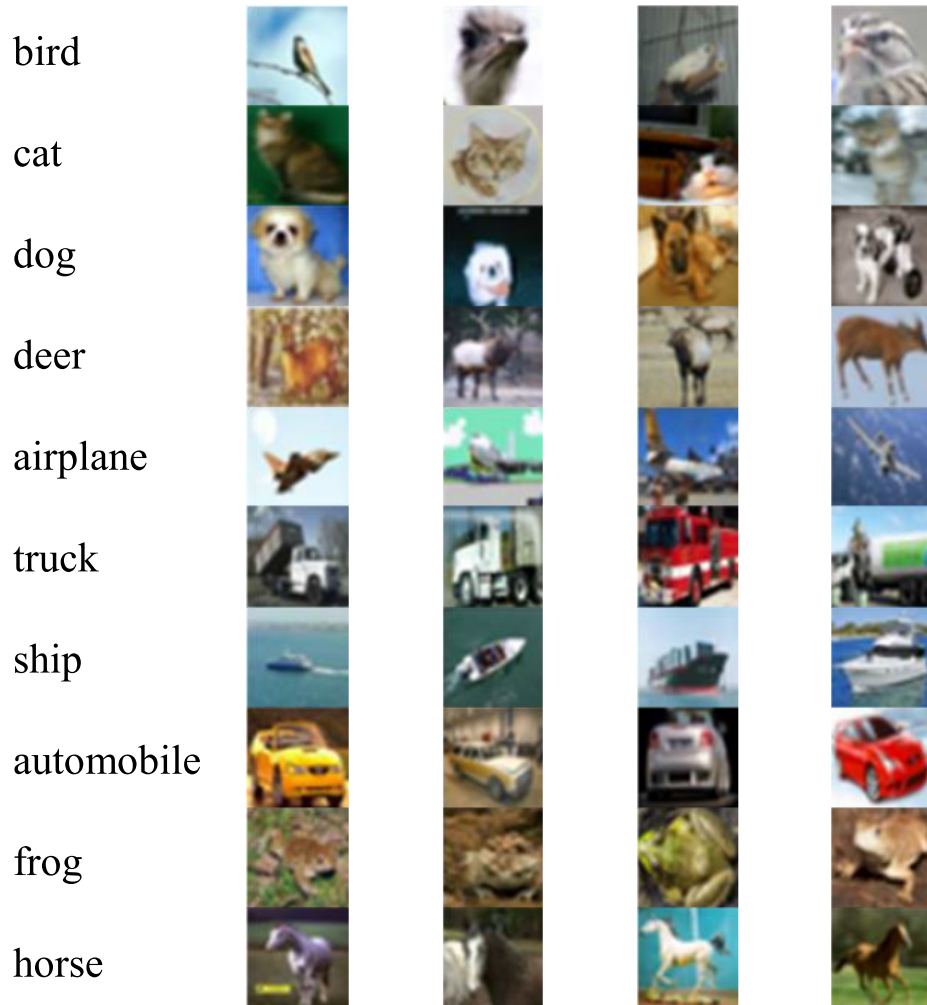 bird
cat
dog
deer
airplane
truck
ship
automobile
frog
horse